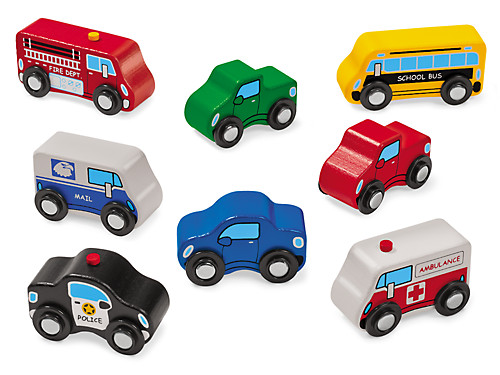 FIRE DEPT.
SCHOOL BUS
MAIL
AMBULANCE
POLICE